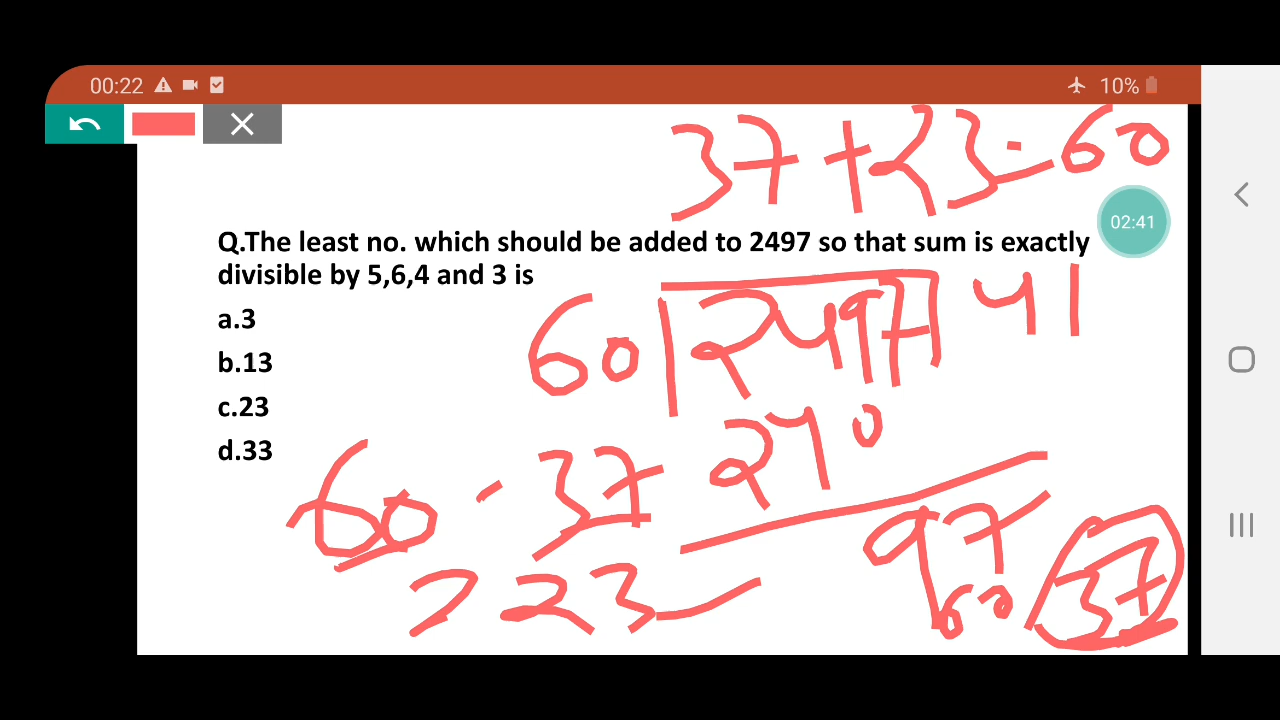 00:22 10%
37 + 23 = 60
02:41
Q.The least no. which should be added to 2497 so that sum is exactly
divisible by 5,6,4 and 3 is
a.3
b.13
c.23
d.33
60 2497 41
240
60 - 37
97
23
60 37